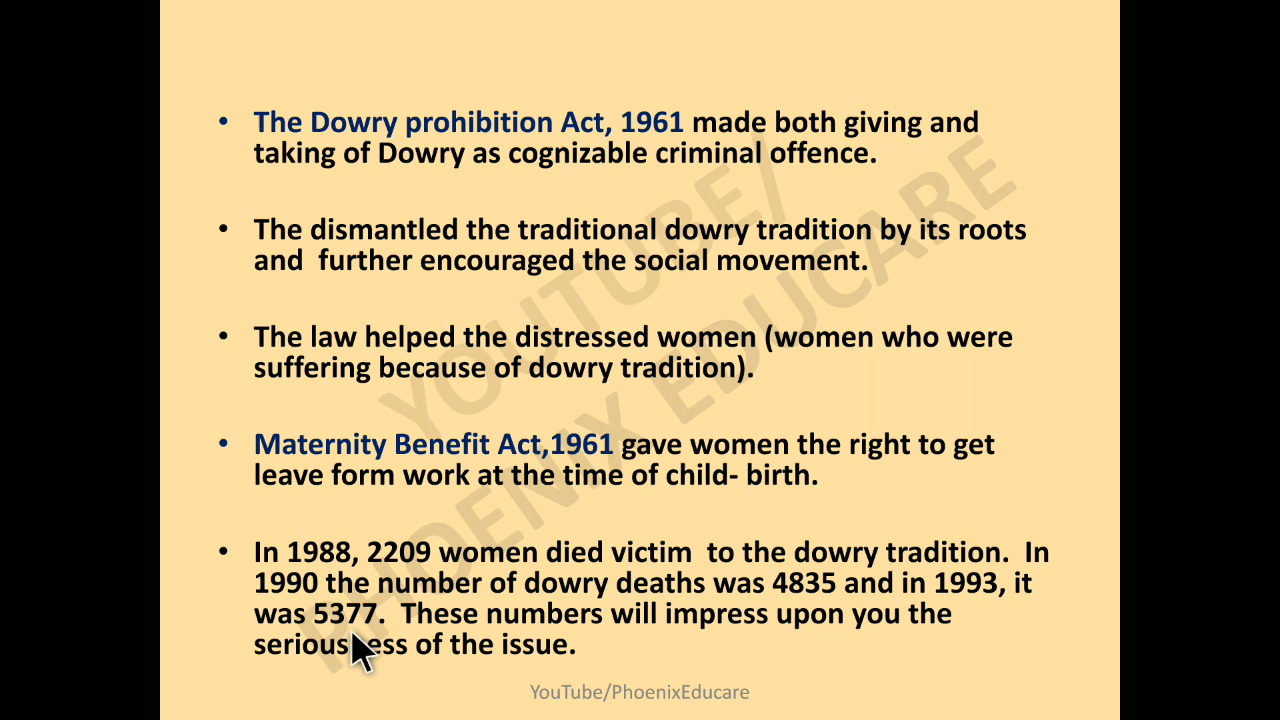 • The Dowry prohibition Act, 1961 made both giving and
taking of Dowry as cognizable criminal offence.
• The dismantled the traditional dowry tradition by its roots
and  further encouraged the social movement.
• The law helped the distressed women (women who were
suffering because of dowry tradition).
• Maternity Benefit Act,1961 gave women the right to get
leave form work at the time of child- birth.
• In 1988, 2209 women died victim  to the dowry tradition.  In
1990 the number of dowry deaths was 4835 and in 1993, it
was 5377.  These numbers will impress upon you the
seriousness of the issue.
YOUTUBE/
PHOENIX EDUCARE
YouTube/PhoenixEducare